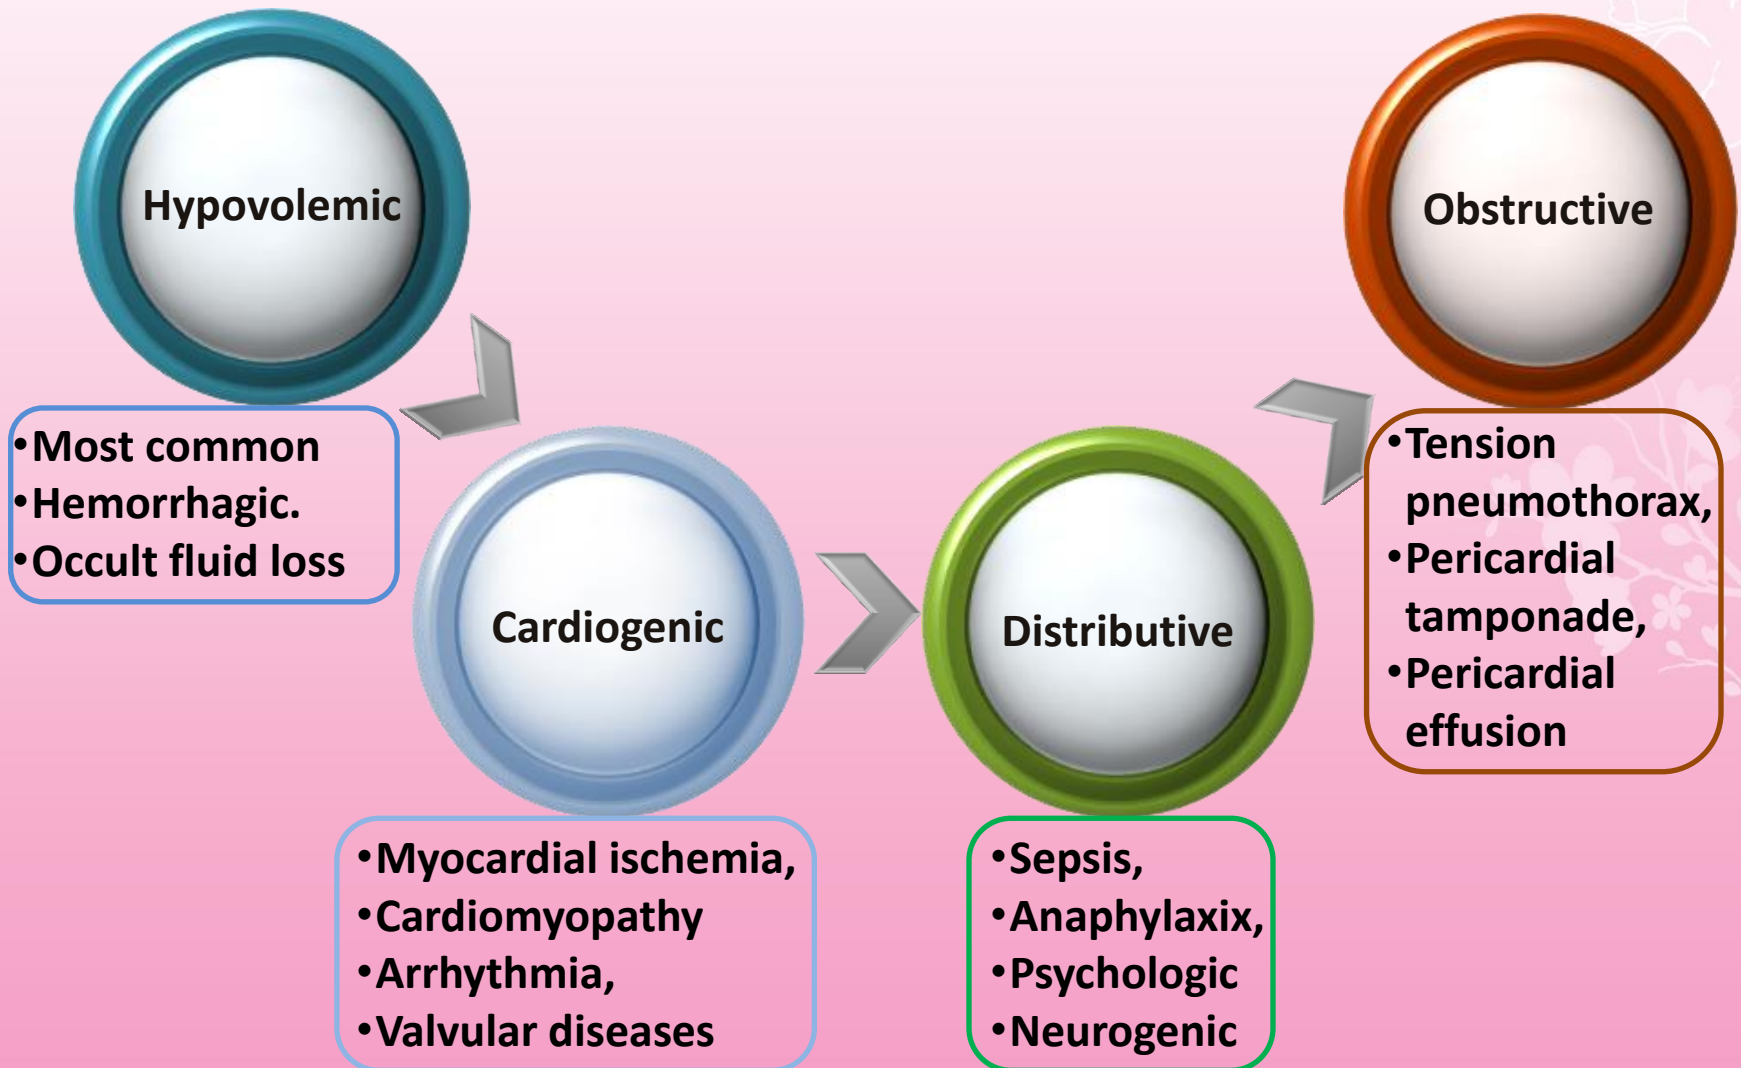 Hypovolemic
•Most common
•Hemorrhagic.
•Occult fluid loss
Cardiogenic
•Myocardial ischemia,
•Cardiomyopathy
•Arrhythmia,
•Valvular diseases
Distributive
•Sepsis,
•Anaphylaxix,
•Psychologic
•Neurogenic
Obstructive
•Tension
pneumothorax,
•Pericardial
tamponade,
•Pericardial
effusion